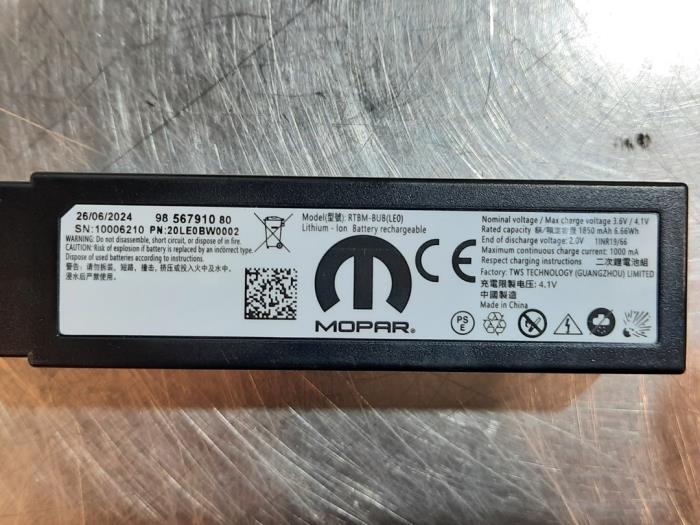 26/06/2024 98 567910 80
SN:10006210 PN:20LE0BW0002
WARNING: Do not disassemble, short circuit, or dispose in fire.
CAUTION: Risk of explosion if battery is replaced by an incorrect type.
Dispose of used batteries according to instructions.
警告：请勿拆装、短路、撞击，挤压或投入火中及水中，
浸水后严禁使用。
Model(型號): RTBM-BUB(LE0)
Lithium - Ion Battery rechargeable
MOPAR®
CE
Nominal voltage / Max charge voltage 3.6V / 4.1V
Rated capacity 1850 mAh 6.66Wh
End of discharge voltage: 2.0V 1INR19/66
Maximum continuous charge current: 1000 mA
Respect charging instructions 二次鋰電池組
Factory: TWS TECHNOLOGY (GUANGZHOU) LIMITED
充電限製电压: 4.1V
中國製造
Made in China
PS
E